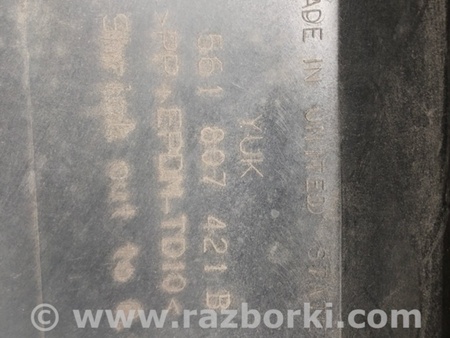 ADE IN UNITED ST
YUK
561 807 421 B
>PP+EPDM-TD10<
© www.razborki.com